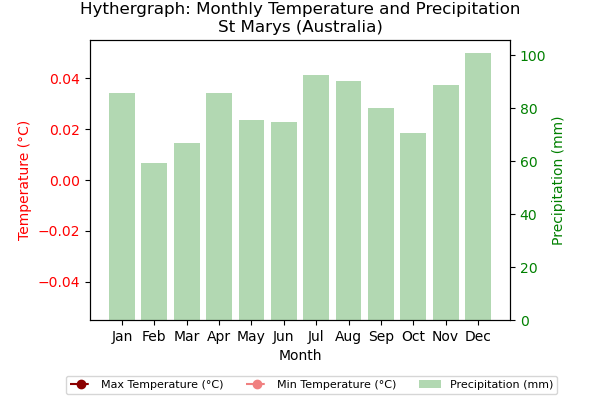 Hythergraph: Monthly Temperature and Precipitation
St Marys (Australia)
Temperature (°C)
0.04
0.02
0.00
−0.02
−0.04
100
80
60
40
20
0
Precipitation (mm)
Jan Feb Mar Apr May Jun Jul Aug Sep Oct Nov Dec
Month
Max Temperature (°C) Min Temperature (°C) Precipitation (mm)